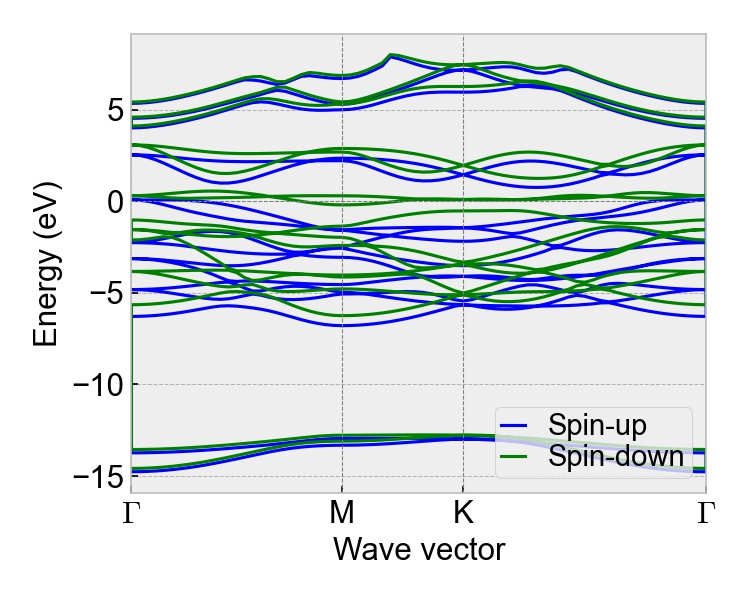 Energy (eV)
5
0
−5
−10
−15
Spin-up
Spin-down
Γ M K Γ
Wave vector